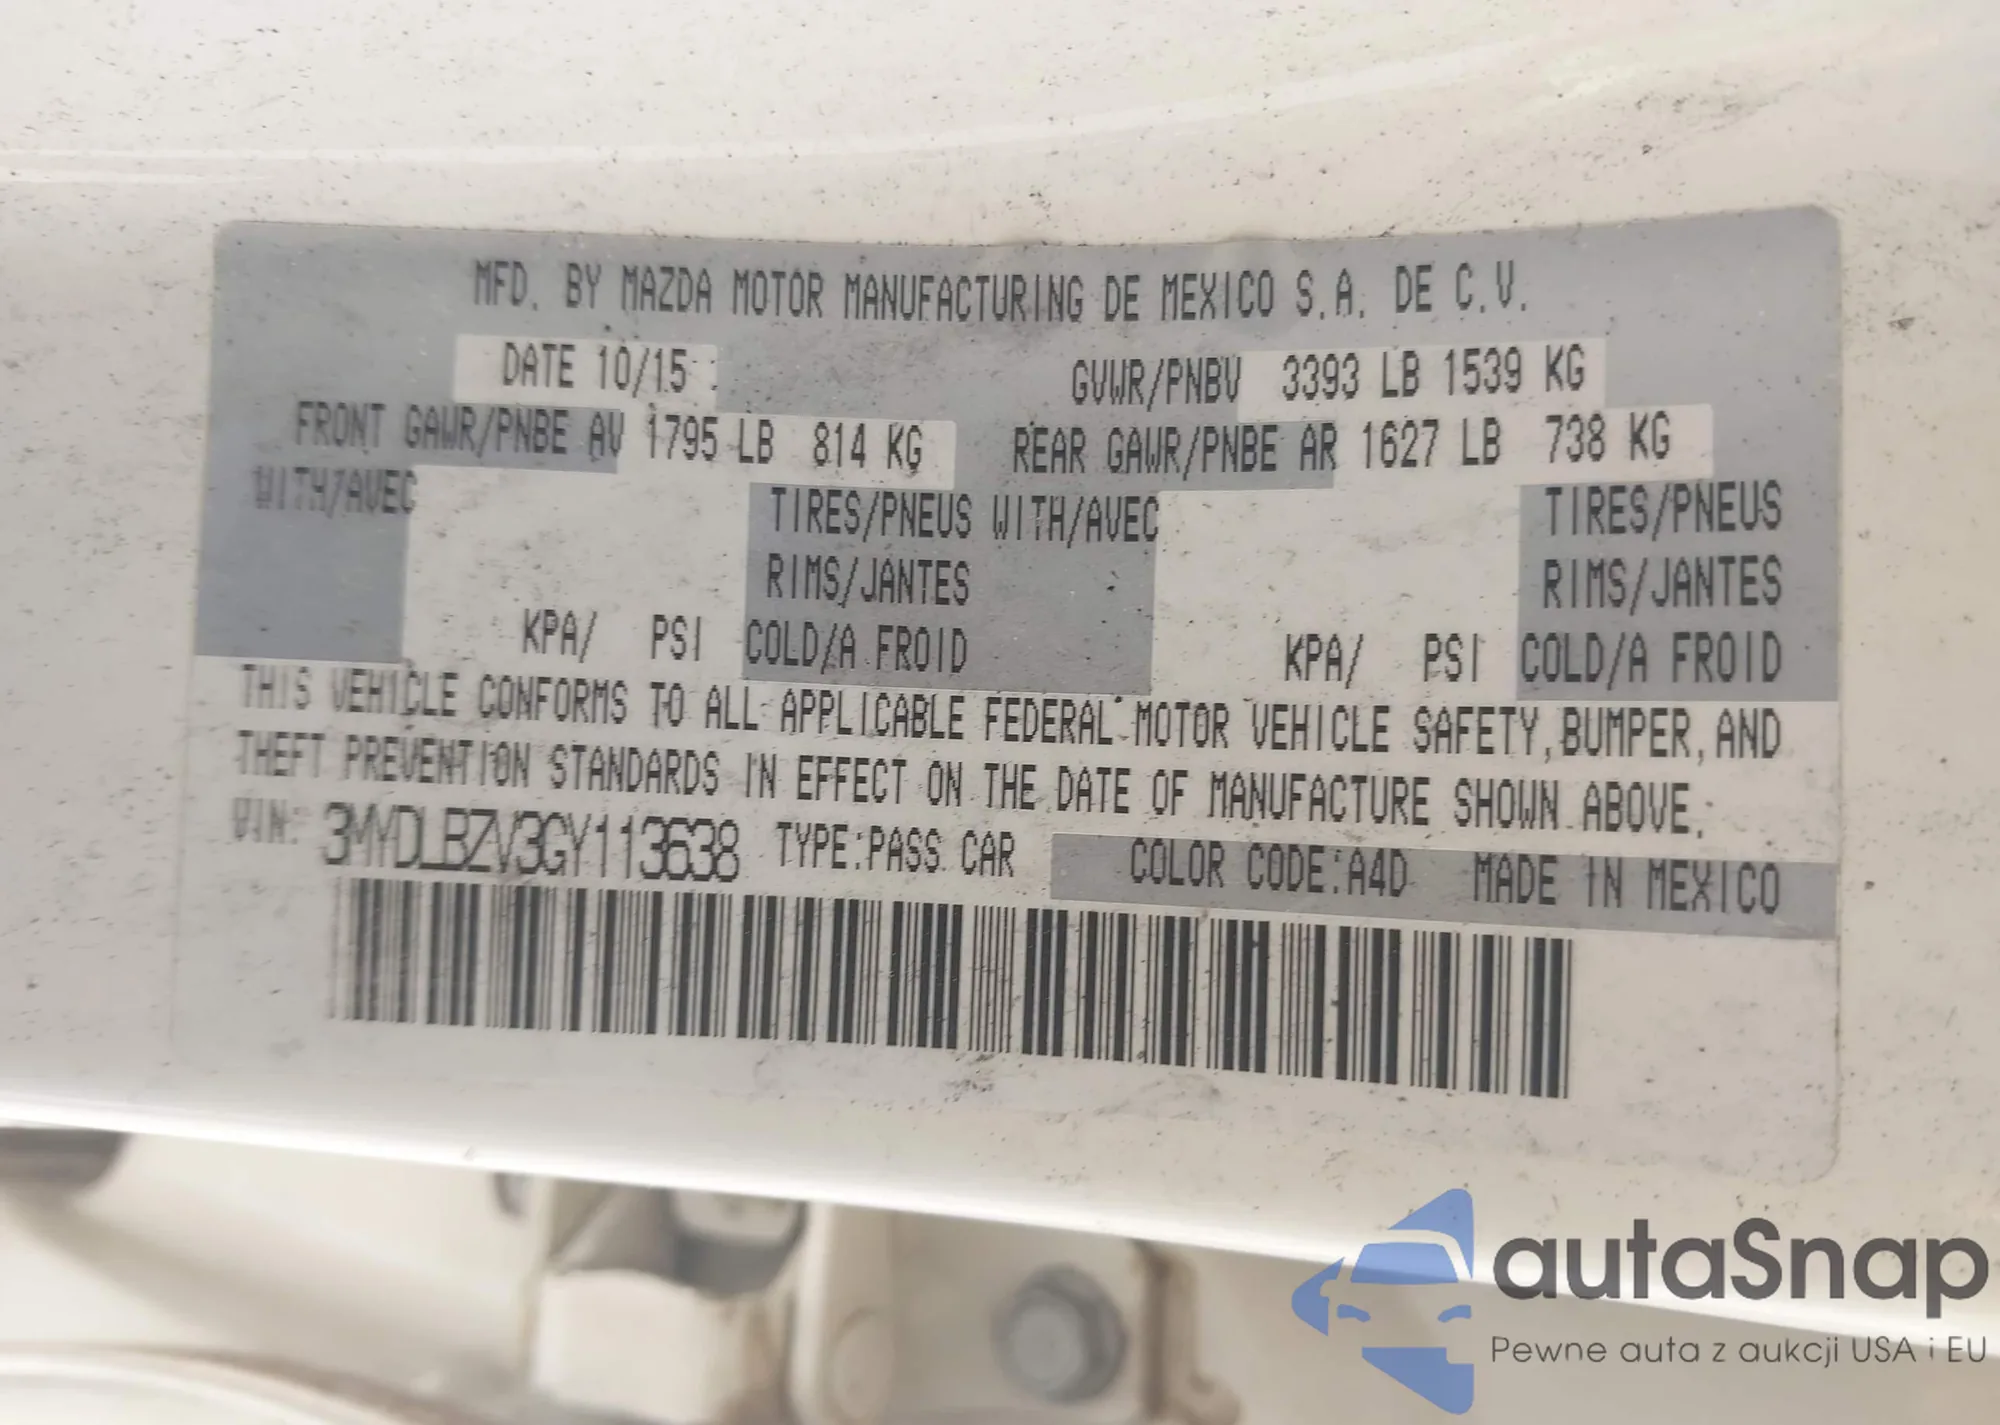 MFD. BY MAZDA MOTOR MANUFACTURING DE MEXICO S.A. DE C.V.
DATE 10/15 GVWR/PNBV 3393 LB 1539 KG
FRONT GAWR/PNBE AV 1795 LB 814 KG REAR GAWR/PNBE AR 1627 LB 738 KG
WITH/AVEC TIRES/PNEUS WITH/AVEC TIRES/PNEUS
RIMS/JANTES RIMS/JANTES
KPA/ PSI COLD/A FROID KPA/ PSI COLD/A FROID
THIS VEHICLE CONFORMS TO ALL APPLICABLE FEDERAL MOTOR VEHICLE SAFETY, BUMPER, AND
THEFT PREVENTION STANDARDS IN EFFECT ON THE DATE OF MANUFACTURE SHOWN ABOVE.
VIN: 3MYDLBZV3GY113638 TYPE:PASS CAR COLOR CODE:A4D MADE IN MEXICO
autaSnap
Pewne auta z aukcji USA i EU